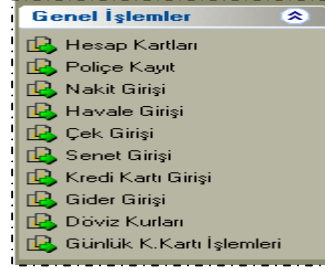 Genel İşlemler
Hesap Kartları
Poliçe Kayıt
Nakit Girişi
Havale Girişi
Çek Girişi
Senet Girişi
Kredi Kartı Girişi
Gider Girişi
Döviz Kurları
Günlük K.Kartı İşlemleri